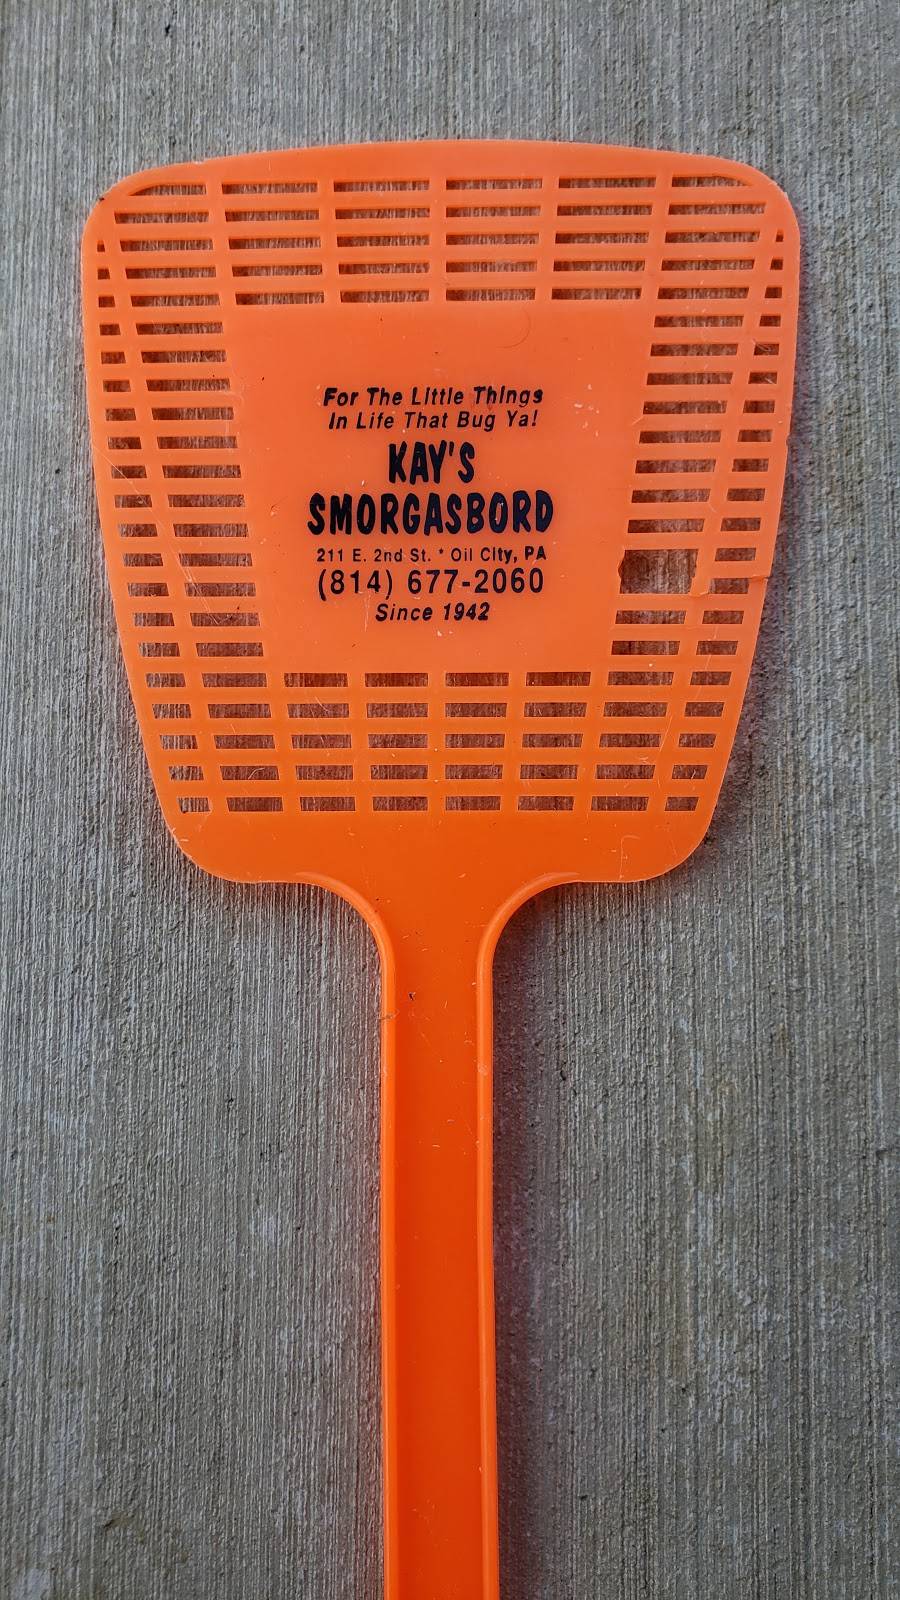 For The Little Things
In Life That Bug Ya!
KAY'S
SMORGASBORD
211 E. 2nd St. * Oil City, PA
(814) 677-2060
Since 1942